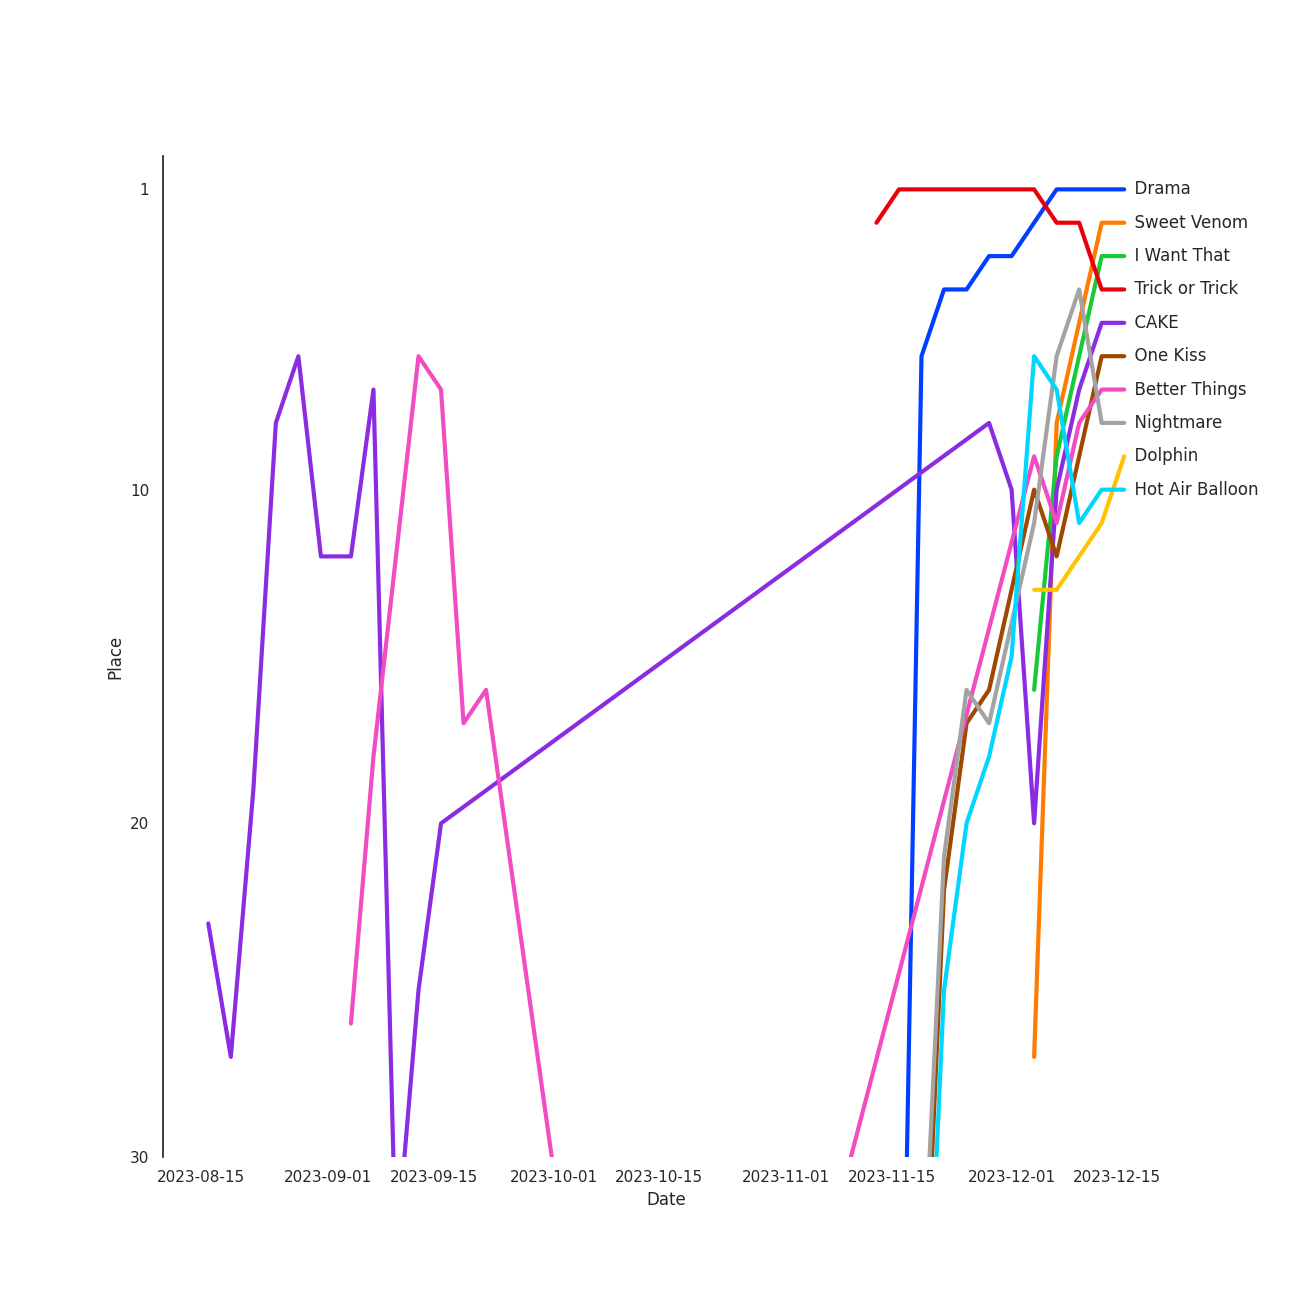 1
10
20
30
Place
2023-08-15
2023-09-01
2023-09-15
2023-10-01
2023-10-15
2023-11-01
2023-11-15
2023-12-01
2023-12-15
Date
Drama
Sweet Venom
I Want That
Trick or Trick
CAKE
One Kiss
Better Things
Nightmare
Dolphin
Hot Air Balloon